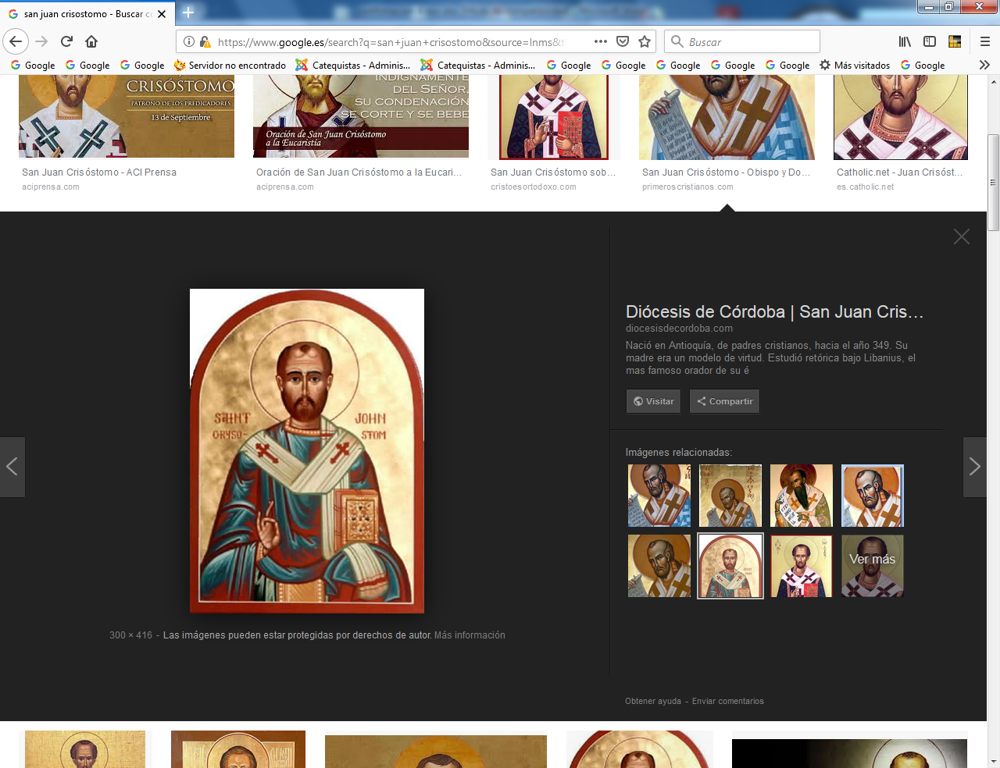 san juan crisostomo - Buscar c
https://www.google.es/search?q=san+juan+crisostomo&source=lnms&t
Buscar
Google
Google
Google
Servidor no encontrado
Catequistas - Adminis...
Catequistas - Adminis...
Google
Google
Google
Google
Google
Más visitados
Google
CRISÓSTOMO
PATRONO DE LOS PREDICADORES
13 de Septiembre
INDIGNAMENTE
DEL SEÑOR,
SU CONDENACIÓN
SE CORTE Y SE BEBE
Oración de San Juan Crisóstomo
a la Eucaristía
San Juan Crisóstomo - ACI Prensa
aciprensa.com
Oración de San Juan Crisóstomo a la Eucari...
aciprensa.com
San Juan Crisóstomo sob...
cristoesortodoxo.com
San Juan Crisóstomo - Obispo y Do...
primeroscristianos.com
Catholic.net - Juan Crisóst...
es.catholic.net
SAINT JOHN
CRYSO- STOM
300 × 416 - Las imágenes pueden estar protegidas por derechos de autor. Más información
Diócesis de Córdoba | San Juan Cris...
diocesisdecordoba.com
Nació en Antioquía, de padres cristianos, hacia el año 349. Su
madre era un modelo de virtud. Estudió retórica bajo Libanius, el
mas famoso orador de su é
Visitar
Compartir
Imágenes relacionadas:
Ver más
Obtener ayuda - Enviar comentarios